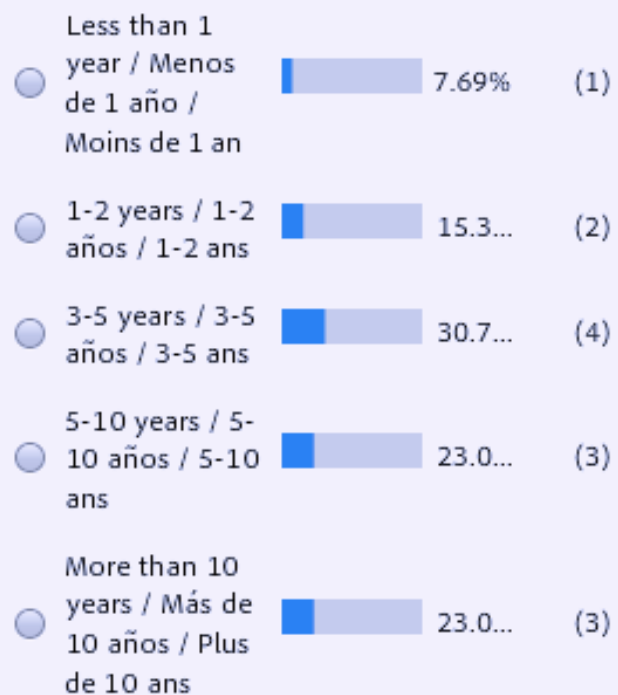 Less than 1
year / Menos
de 1 año /
Moins de 1 an
7.69% (1)
1-2 years / 1-2
años / 1-2 ans
15.3... (2)
3-5 years / 3-5
años / 3-5 ans
30.7... (4)
5-10 years / 5-
10 años / 5-10
ans
23.0... (3)
More than 10
years / Más de
10 años / Plus
de 10 ans
23.0... (3)